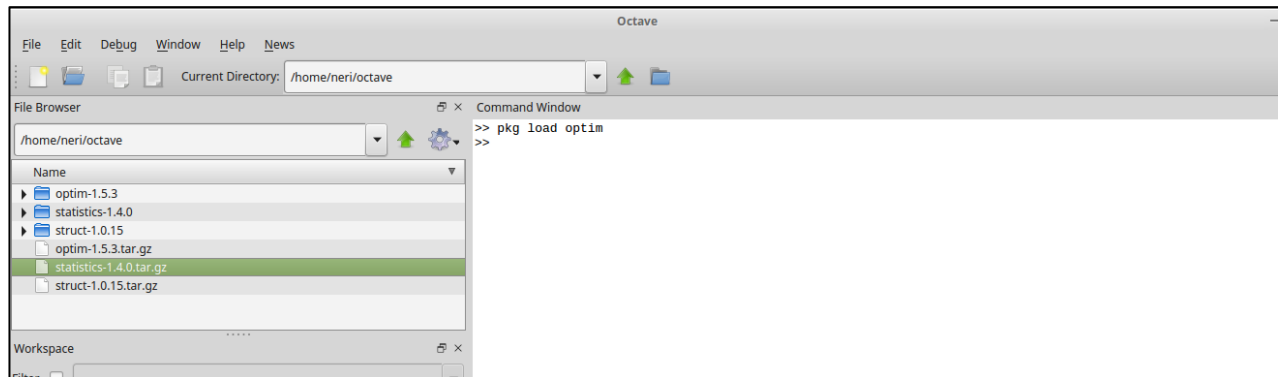 Octave
File Edit Debug Window Help News
Current Directory: /home/neri/octave
File Browser
/home/neri/octave
Name
optim-1.5.3
statistics-1.4.0
struct-1.0.15
optim-1.5.3.tar.gz
statistics-1.4.0.tar.gz
struct-1.0.15.tar.gz
Workspace
Filter
Command Window
>> pkg load optim
>>